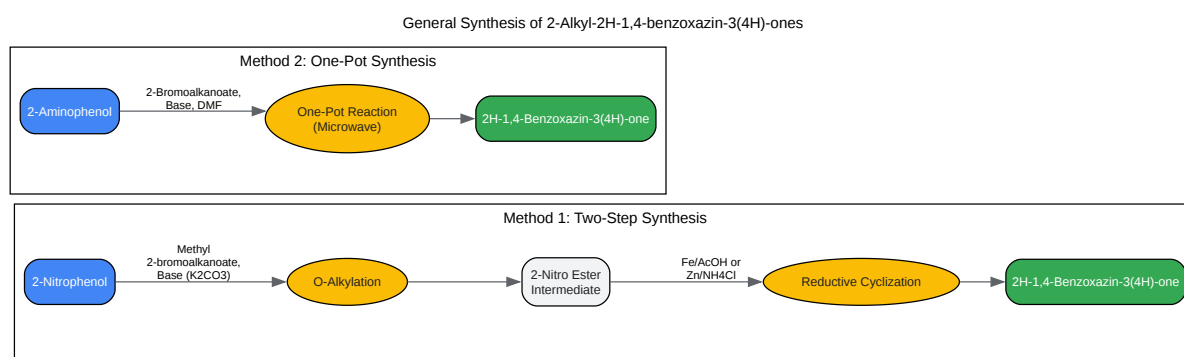 General Synthesis of 2-Alkyl-2H-1,4-benzoxazin-3(4H)-ones
Method 2: One-Pot Synthesis
2-Aminophenol
2-Bromoalkanoate,
Base, DMF
One-Pot Reaction
(Microwave)
2H-1,4-Benzoxazin-3(4H)-one
Method 1: Two-Step Synthesis
2-Nitrophenol
Methyl
2-bromoalkanoate,
Base (K2CO3)
O-Alkylation
2-Nitro Ester
Intermediate
Fe/AcOH or
Zn/NH4Cl
Reductive Cyclization
2H-1,4-Benzoxazin-3(4H)-one